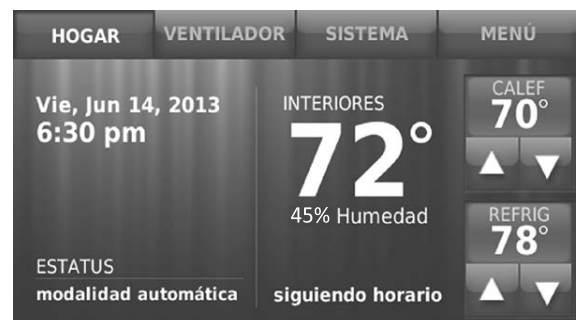 HOGAR
VENTILADOR
SISTEMA
MENÚ
Vie, Jun 14, 2013
6:30 pm
INTERIORES
72°
45% Humedad
CALEF
70°
REFRIG
78°
ESTATUS
modalidad automática
siguiendo horario